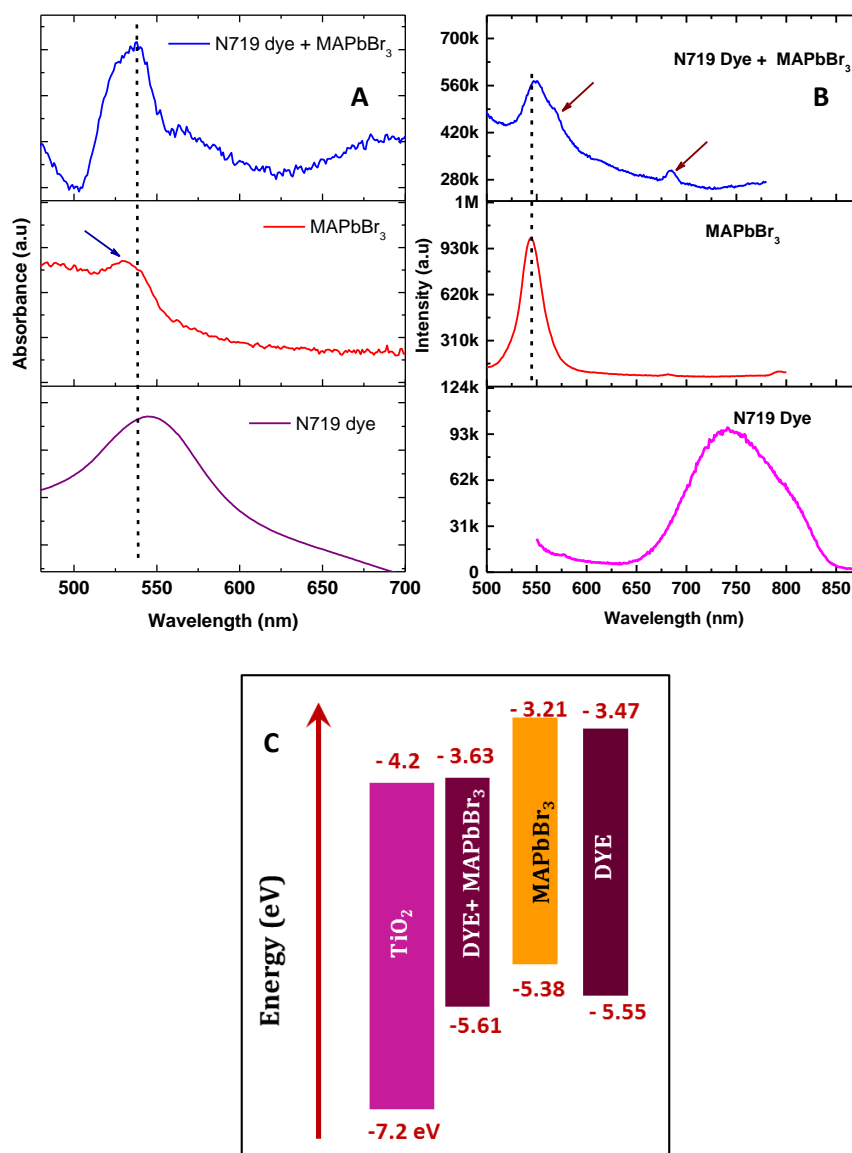 N719 dye + MAPbBr₃
A
MAPbBr₃
N719 dye
Absorbance (a.u)
500 550 600 650 700
Wavelength (nm)
700k
560k
420k
280k
N719 Dye + MAPbBr₃
B
1M
930k
620k
310k
MAPbBr₃
124k
93k
62k
31k
0
N719 Dye
Intensity (a.u)
500 550 600 650 700 750 800 850
Wavelength (nm)
C
Energy (eV)
- 4.2
TiO₂
-7.2 eV
- 3.63
DYE+ MAPbBr₃
-5.61
- 3.21
MAPbBr₃
-5.38
- 3.47
DYE
- 5.55